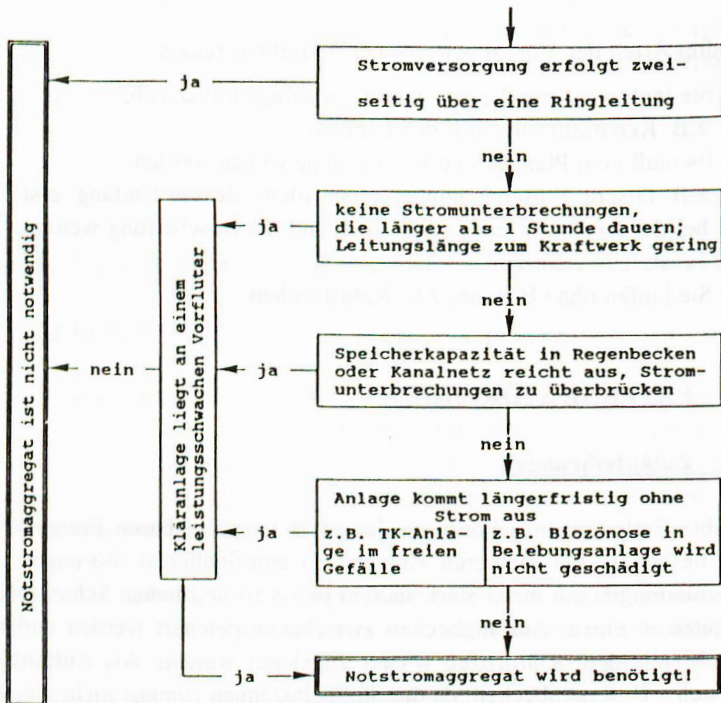 Stromversorgung erfolgt zwei-
seitig über eine Ringleitung
ja
nein
keine Stromunterbrechungen,
die länger als 1 Stunde dauern;
Leitungslänge zum Kraftwerk gering
ja
nein
Speicherkapazität in Regenbecken
oder Kanalnetz reicht aus, Strom-
unterbrechungen zu überbrücken
ja
nein
nein
Anlage kommt längerfristig ohne
Strom aus
z.B. TK-Anla-
ge im freien
Gefälle
z.B. Biozönose in
Belebungsanlage wird
nicht geschädigt
ja
nein
Notstromaggregat wird benötigt!
ja
Kläranlage liegt an einem
leistungsschwachen Vorfluter
Notstromaggregat ist nicht notwendig